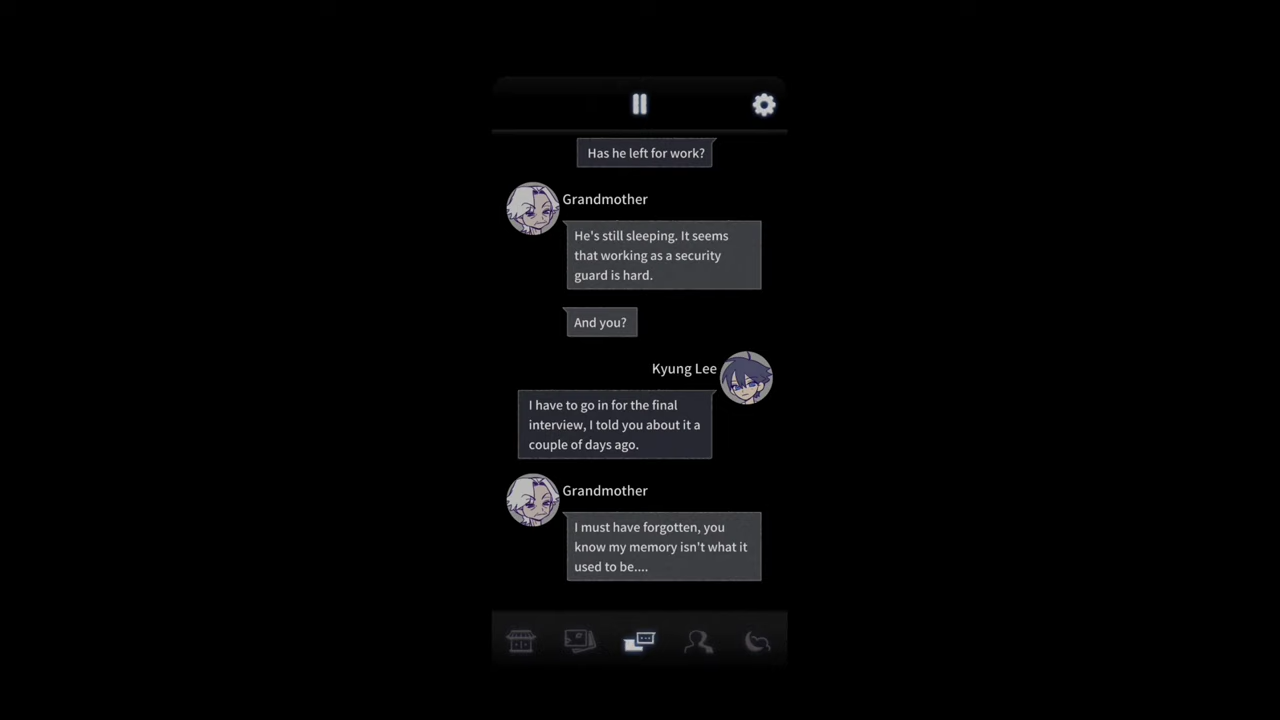 Has he left for work?
Grandmother
He's still sleeping. It seems
that working as a security
guard is hard.
And you?
Kyung Lee
I have to go in for the final
interview, I told you about it a
couple of days ago.
Grandmother
I must have forgotten, you
know my memory isn't what it
used to be....